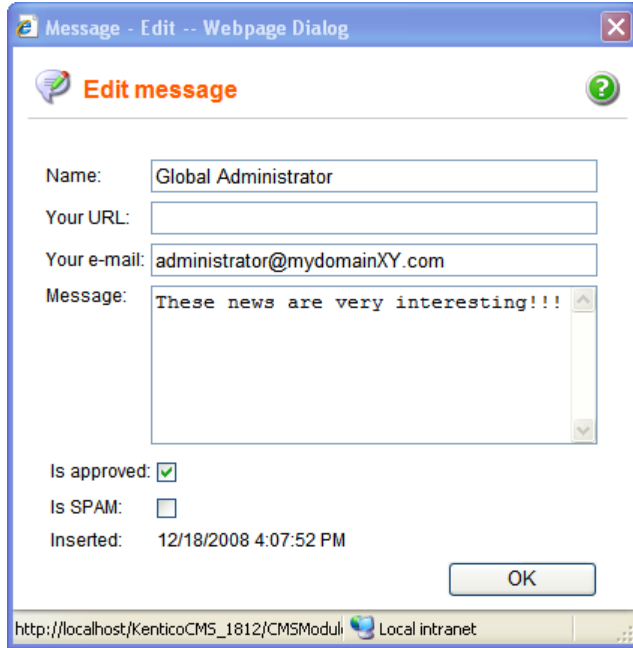 Message - Edit -- Webpage Dialog
Edit message
Name: Global Administrator
Your URL:
Your e-mail: administrator@mydomainXY.com
Message: These news are very interesting!!!
Is approved:
Is SPAM:
Inserted: 12/18/2008 4:07:52 PM
OK
http://localhost/KenticoCMS_1812/CMSModul Local intranet